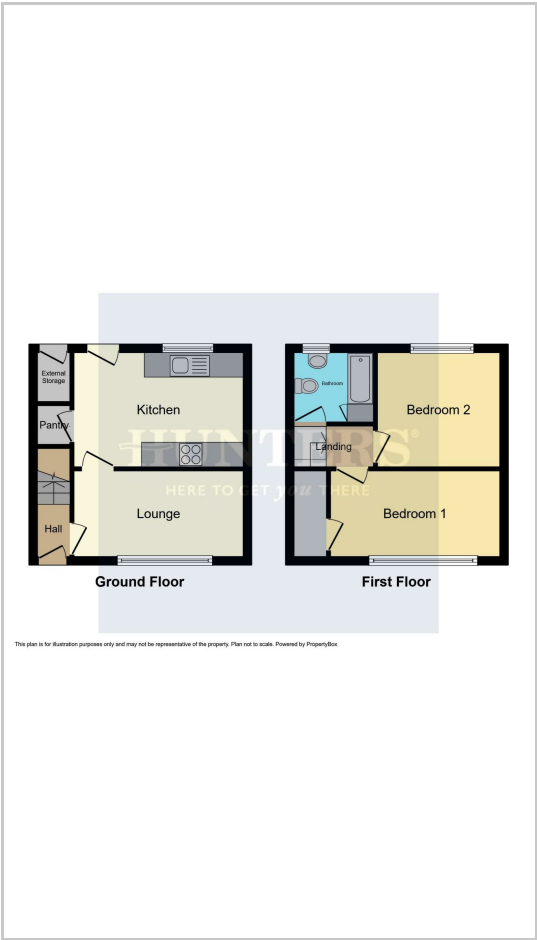 External
Storage
Pantry
Kitchen
Hall
Lounge
Ground Floor
Bathroom
Landing
Bedroom 2
Bedroom 1
First Floor
HUNTERS®
HERE TO GET you THERE
This plan is for illustration purposes only and may not be representative of the property. Plan not to scale. Powered by PropertyBox